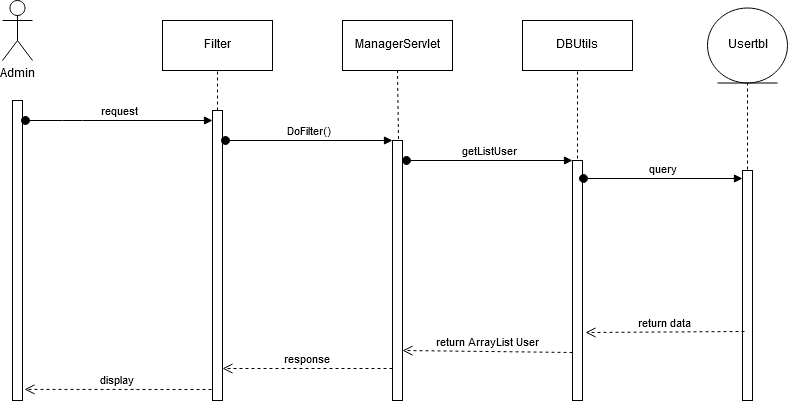 Filter
ManagerServlet
DBUtils
Usertbl
Admin
request
DoFilter()
getListUser
query
return data
return ArrayList User
response
display